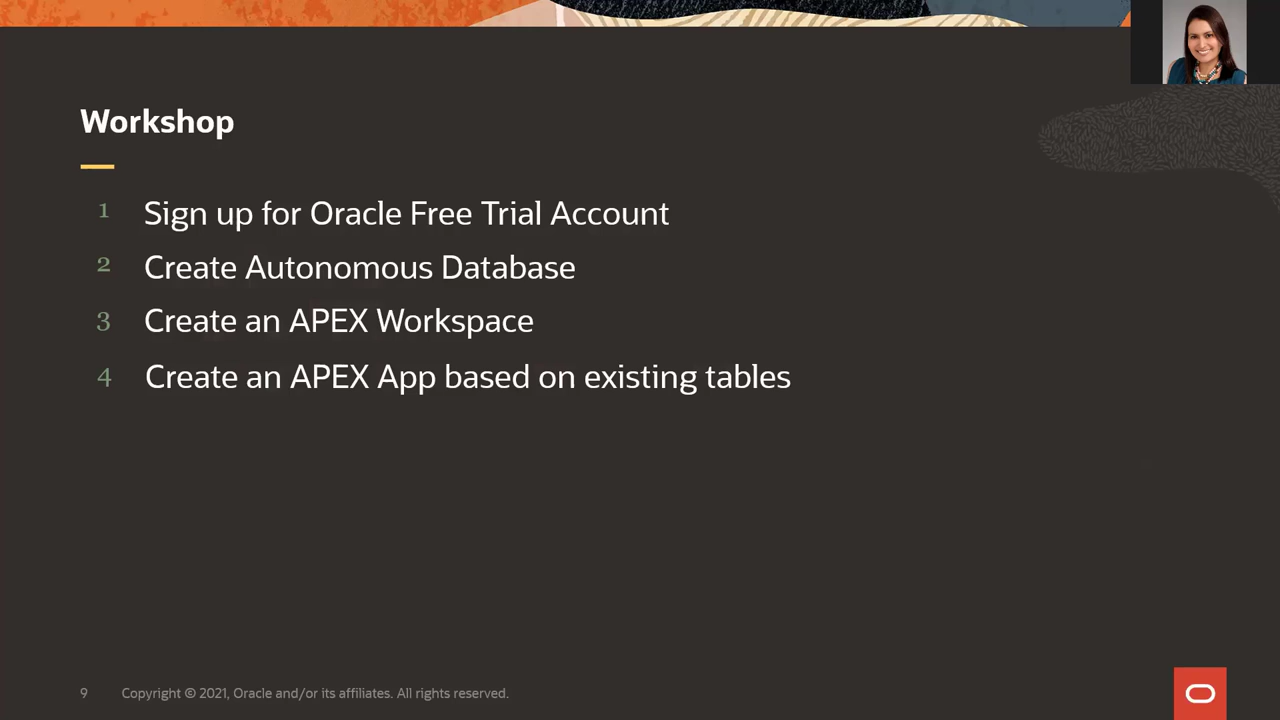 Workshop
1 Sign up for Oracle Free Trial Account
2 Create Autonomous Database
3 Create an APEX Workspace
4 Create an APEX App based on existing tables
9 Copyright © 2021, Oracle and/or its affiliates. All rights reserved.